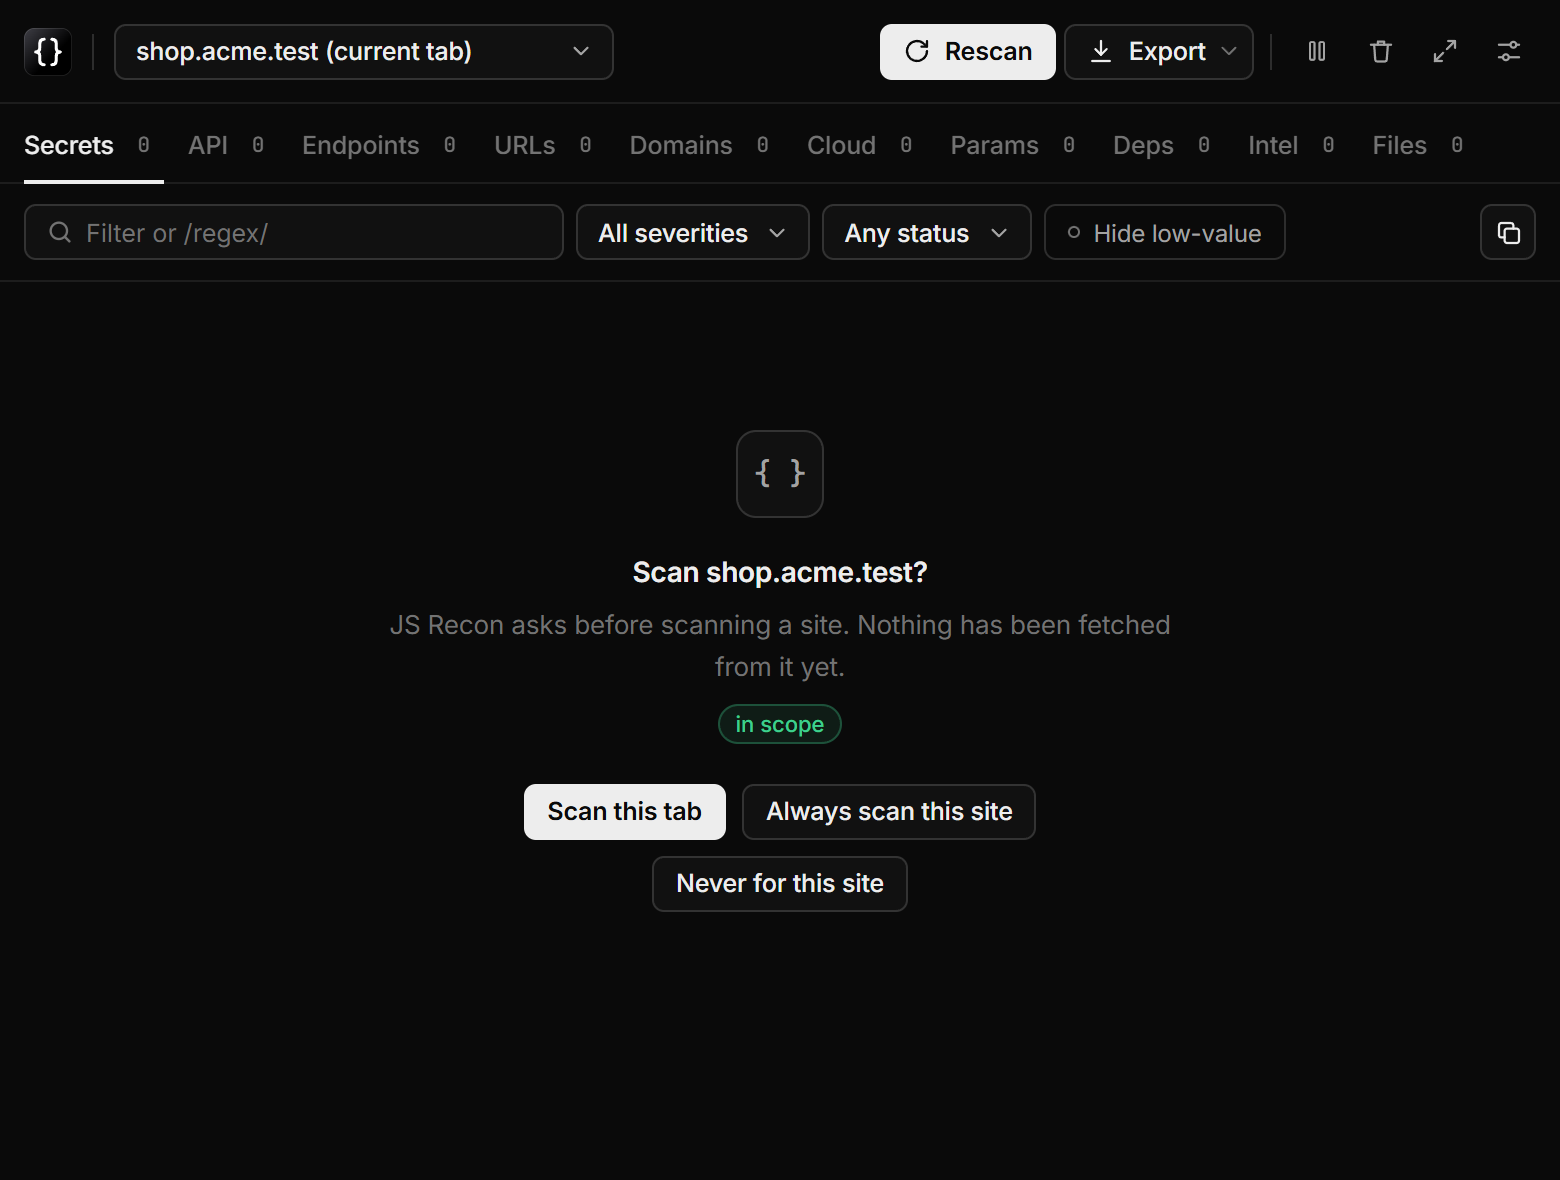 {} shop.acme.test (current tab) Rescan Export
Secrets 0 API 0 Endpoints 0 URLs 0 Domains 0 Cloud 0 Params 0 Deps 0 Intel 0 Files 0
Filter or /regex/ All severities Any status Hide low-value
{ }
Scan shop.acme.test?
JS Recon asks before scanning a site. Nothing has been fetched
from it yet.
in scope
Scan this tab Always scan this site
Never for this site